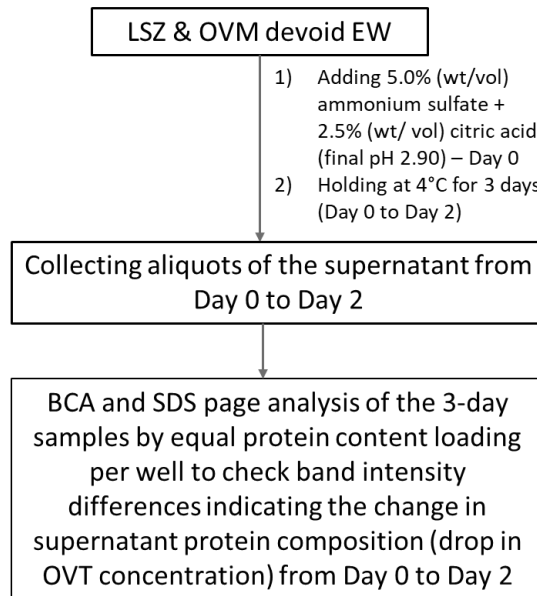 LSZ & OVM devoid EW
1) Adding 5.0% (wt/vol)
ammonium sulfate +
2.5% (wt/ vol) citric acid
(final pH 2.90) – Day 0
2) Holding at 4°C for 3 days
(Day 0 to Day 2)
Collecting aliquots of the supernatant from
Day 0 to Day 2
BCA and SDS page analysis of the 3-day
samples by equal protein content loading
per well to check band intensity
differences indicating the change in
supernatant protein composition (drop in
OVT concentration) from Day 0 to Day 2